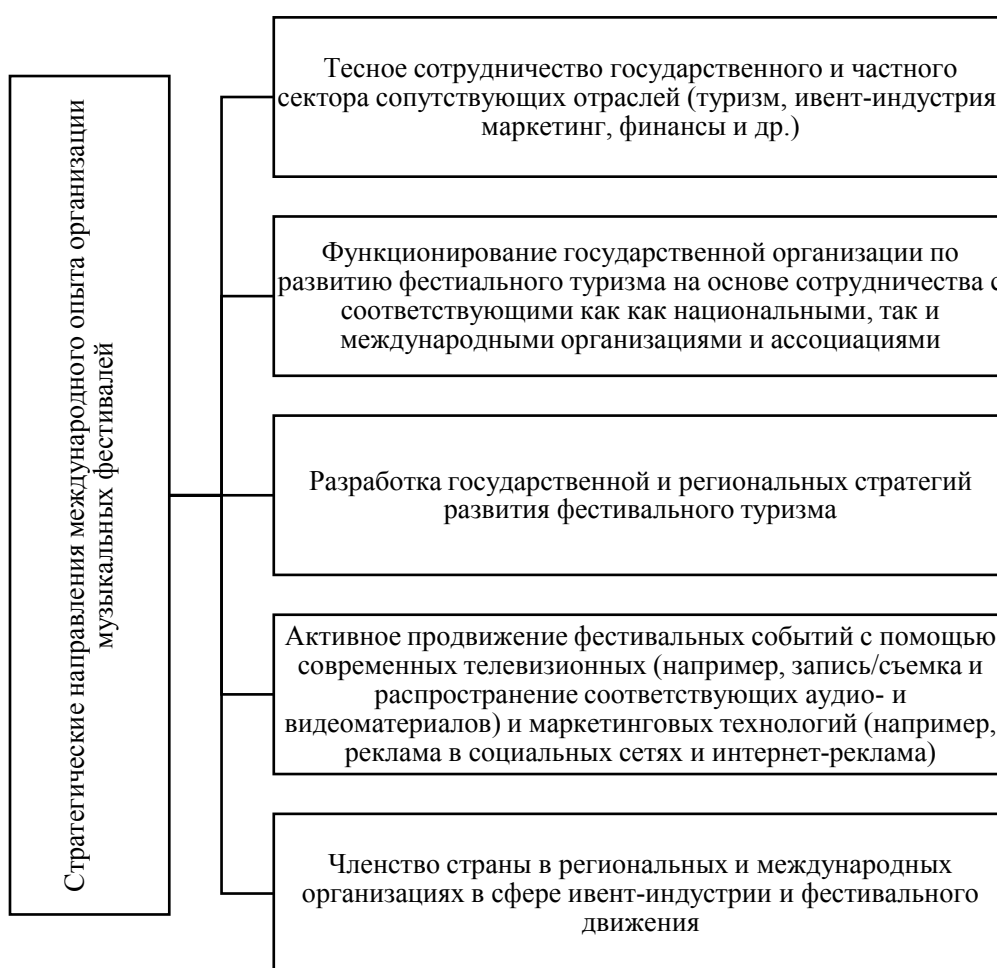 Стратегические направления международного опыта организации
музыкальных фестивалей
Тесное сотрудничество государственного и частного
сектора сопутствующих отраслей (туризм, ивент-индустрия
маркетинг, финансы и др.)
Функционирование государственной организации по
развитию фестиального туризма на основе сотрудничества с
соответствующими как как национальными, так и
международными организациями и ассоциациями
Разработка государственной и региональных стратегий
развития фестивального туризма
Активное продвижение фестивальных событий с помощью
современных телевизионных (например, запись/съемка и
распространение соответствующих аудио- и
видеоматериалов) и маркетинговых технологий (например,
реклама в социальных сетях и интернет-реклама)
Членство страны в региональных и международных
организациях в сфере ивент-индустрии и фестивального
движения